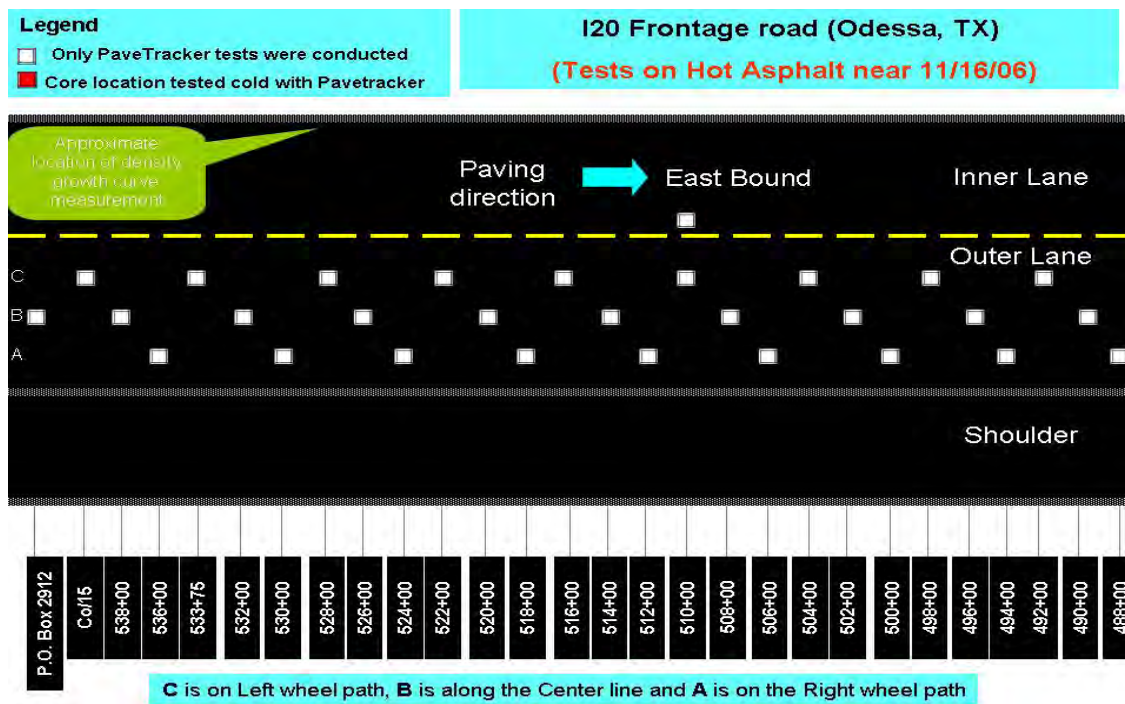 Legend
Only PaveTracker tests were conducted
Core location tested cold with Pavetracker
I20 Frontage road (Odessa, TX)
(Tests on Hot Asphalt near 11/16/06)
Approximate
location of density
growth curve
measurement
Paving
direction
East Bound
Inner Lane
Outer Lane
C
B
A
Shoulder
P.O. Box 2912
Co/15
538+00
536+00
533+75
532+00
530+00
528+00
526+00
524+00
522+00
520+00
518+00
516+00
514+00
512+00
510+00
508+00
506+00
504+00
502+00
500+00
498+00
496+00
494+00
492+00
490+00
488+00
C is on Left wheel path, B is along the Center line and A is on the Right wheel path